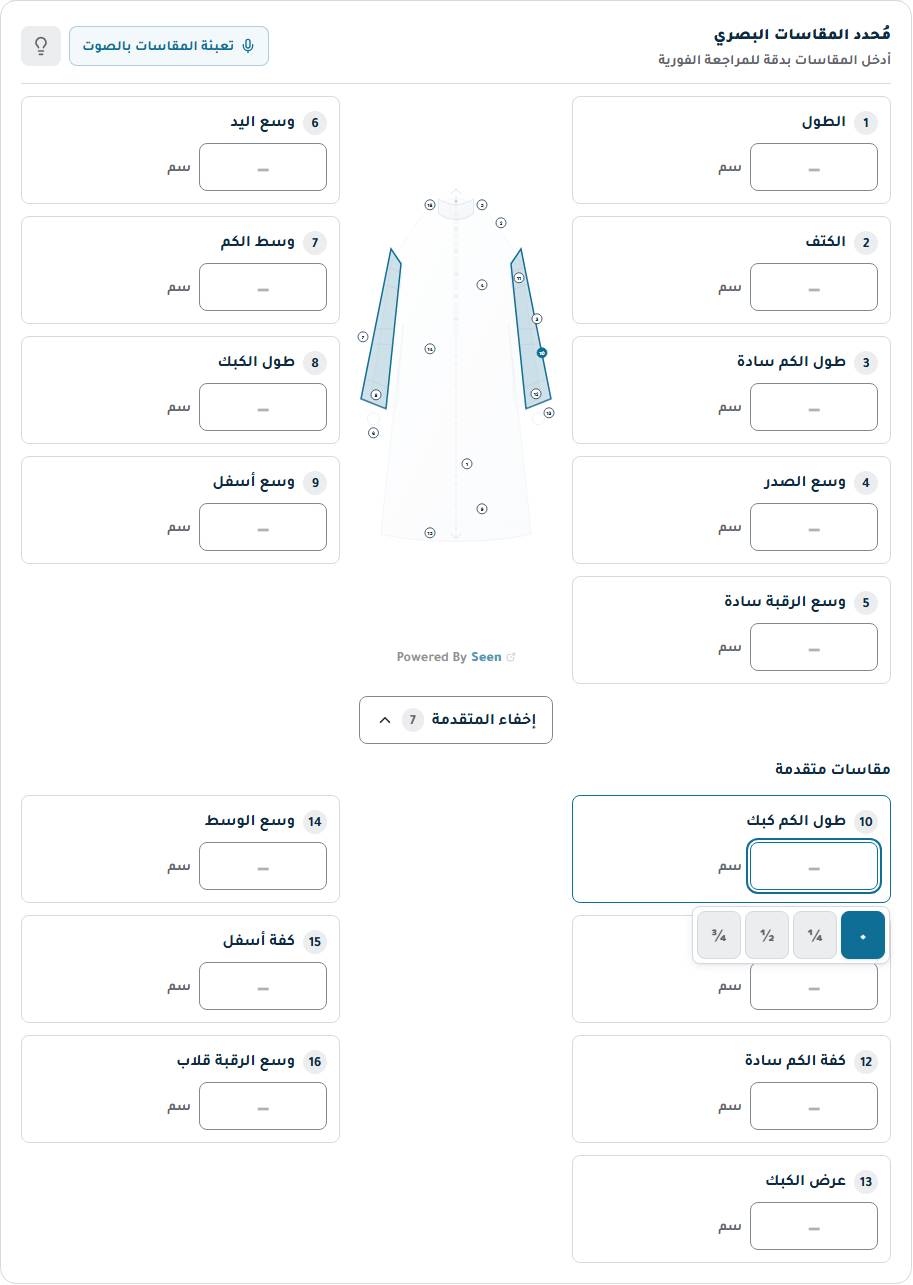 مُحدد المقاسات البصري
أدخل المقاسات بدقة للمراجعة الفورية
تعبئة المقاسات بالصوت
1 الطول
– سم
2 الكتف
– سم
3 طول الكم سادة
– سم
4 وسع الصدر
– سم
5 وسع الرقبة سادة
– سم
6 وسع اليد
– سم
7 وسط الكم
– سم
8 طول الكبك
– سم
9 وسع أسفل
– سم
Powered By Seen
إخفاء المتقدمة 7
مقاسات متقدمة
10 طول الكم كبك
– سم
¼ ½ ¾
– سم
12 كفة الكم سادة
– سم
13 عرض الكبك
– سم
14 وسع الوسط
– سم
15 كفة أسفل
– سم
16 وسع الرقبة قلاب
– سم